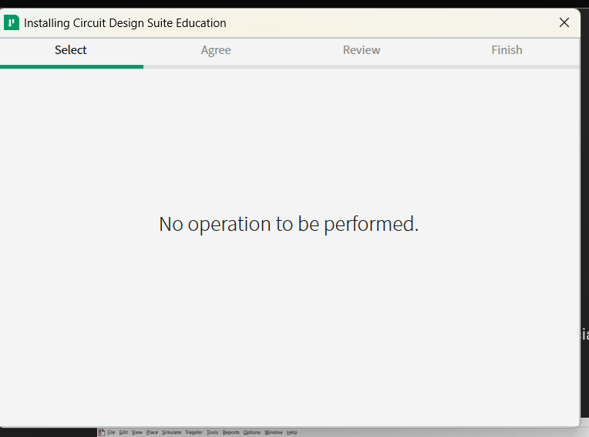 Installing Circuit Design Suite Education
Select Agree Review Finish
No operation to be performed.
File Edit View Place Simulate Transfer Tools Reports Options Window Help